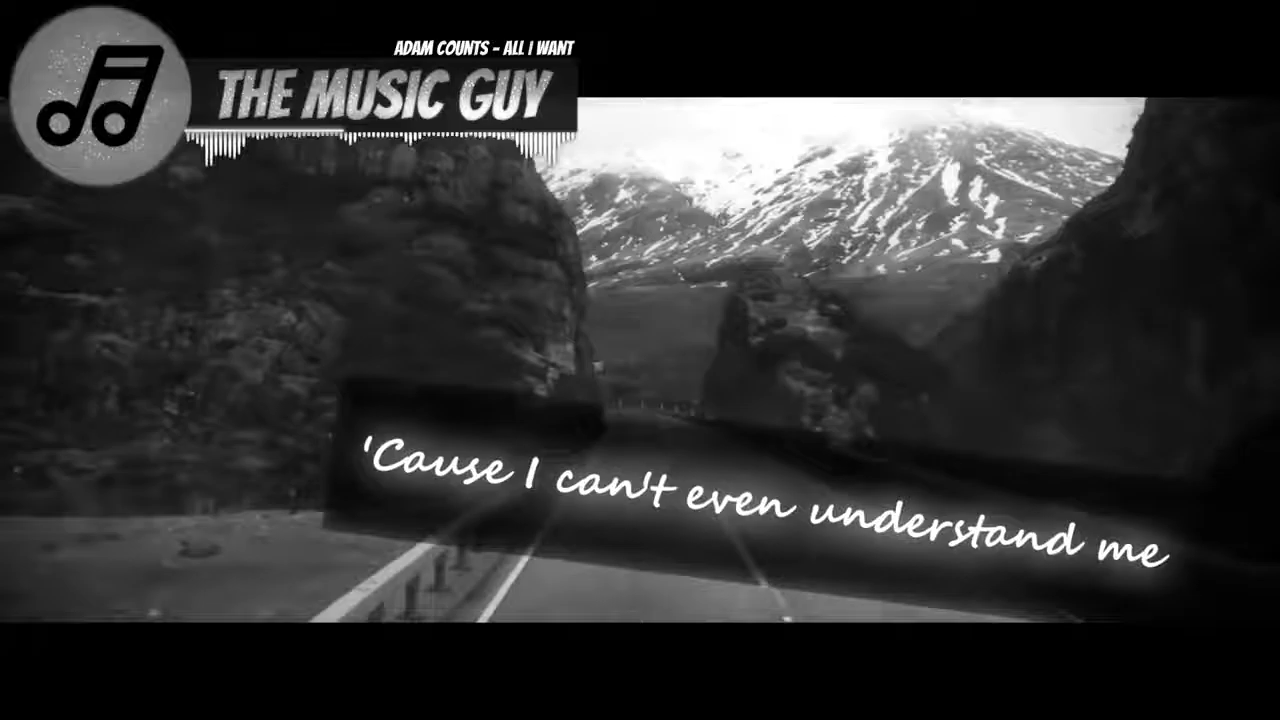 ADAM COUNTS - ALL I WANT
THE MUSIC GUY
'Cause I can't even understand me